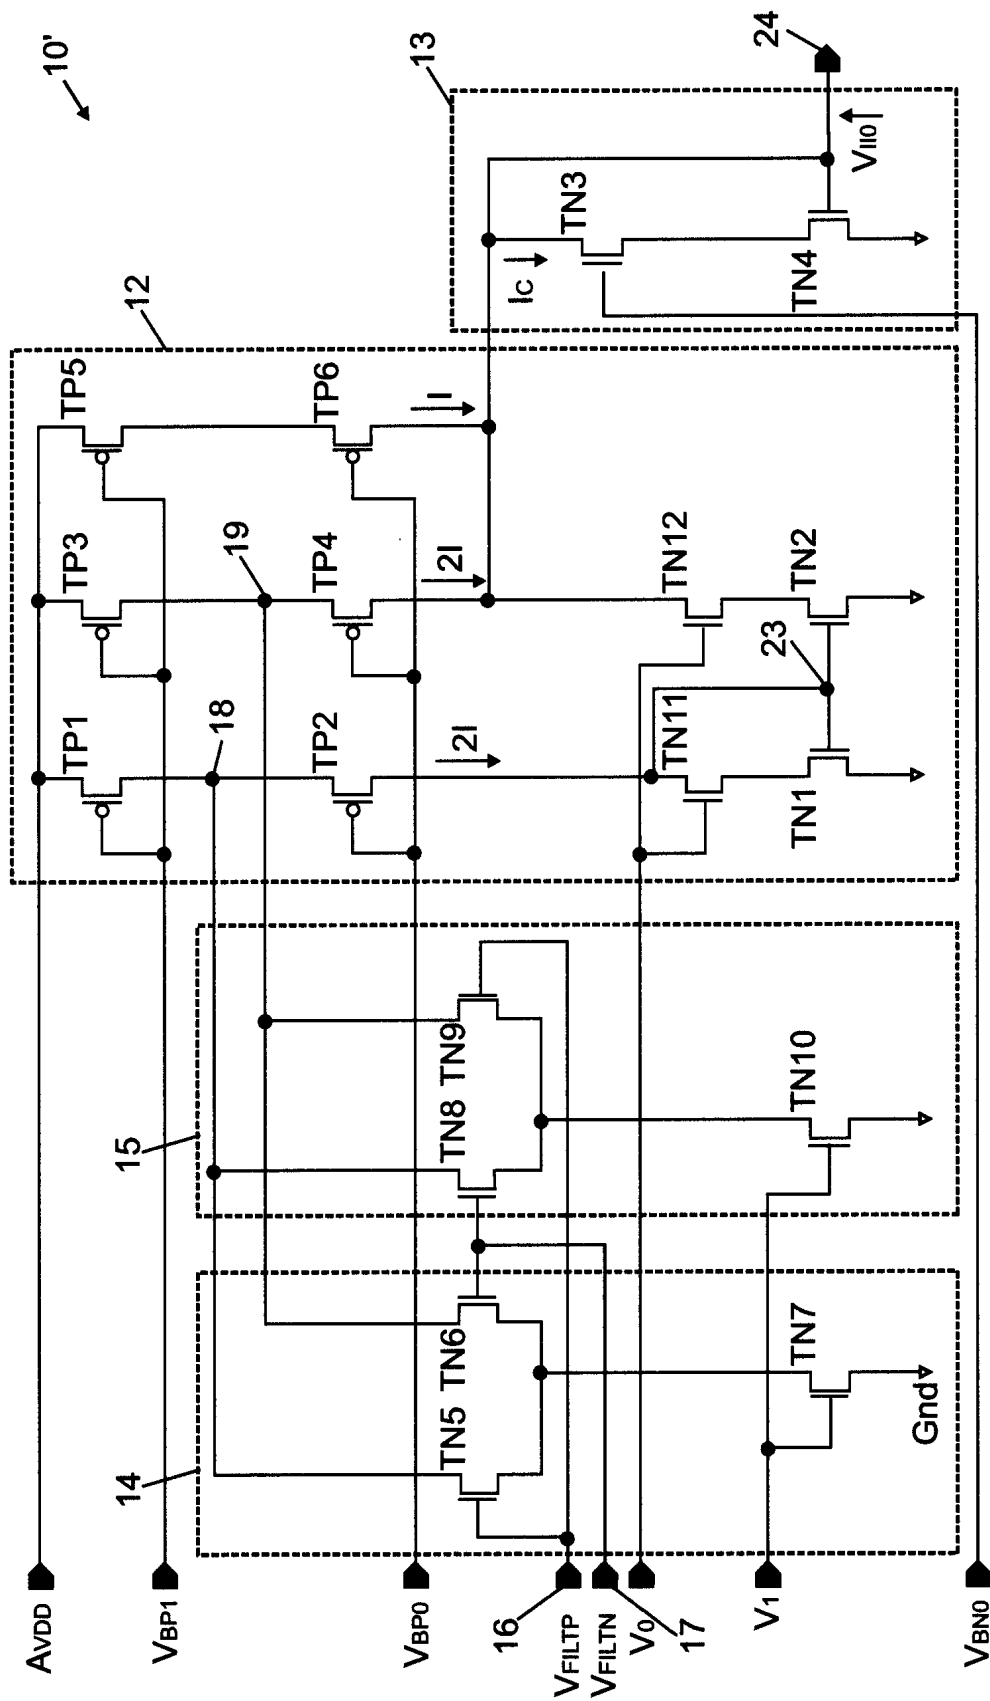 10'
12
13
24
TP1
TP3
TP5
18
19
TP2
TP4
TP6
2I
2I
I
IC
TN3
TN4
VII0
TN11
TN12
23
TN1
TN2
15
TN8
TN9
TN10
14
TN5
TN6
TN7
Gnd
AVDD
VBP1
VBP0
16
VFILTP
VFILTN
V0
17
V1
VBN0